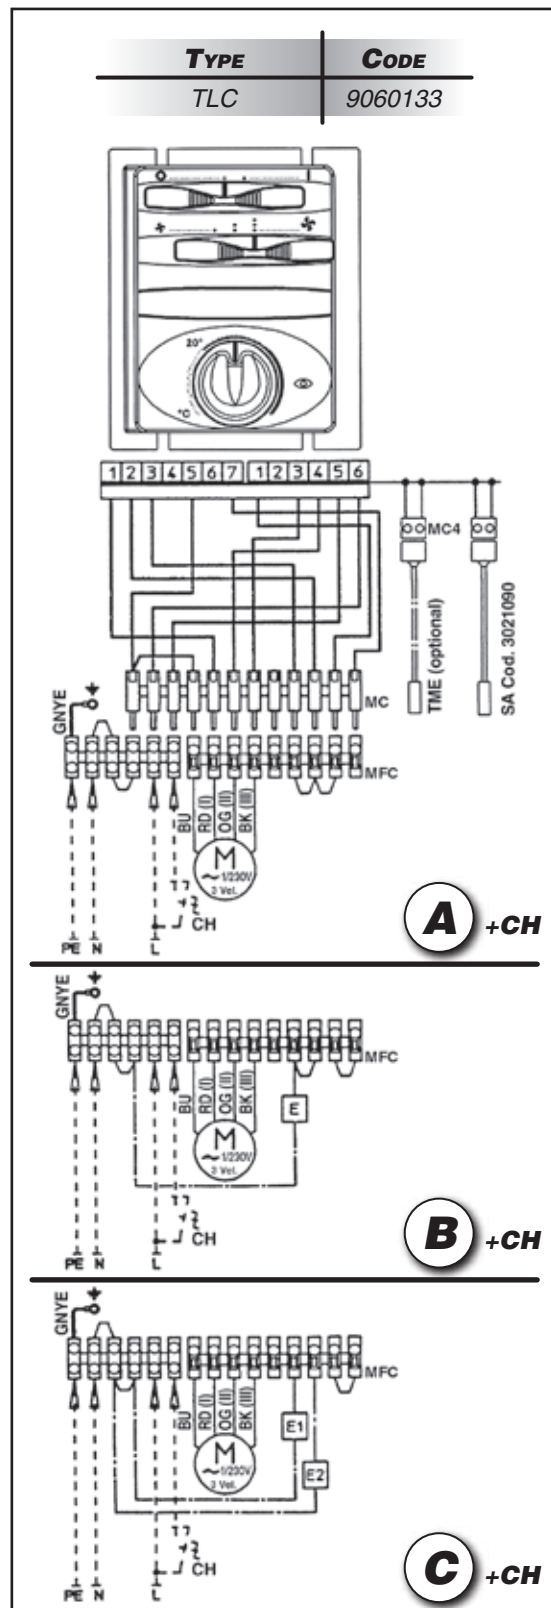 TYPE CODE
TLC 9060133
20°
°C
1 2 3 4 5 6 7 1 2 3 4 5 6
MC4
TME (optional)
SA Cod. 3021090
MC
GNYE
MFC
BU RD (I) OG (II) BK (III)
M
~1/230V
3 Vel.
CH
PE N L
A +CH
GNYE
MFC
BU RD (I) OG (II) BK (III)
E
M
~1/230V
3 Vel.
CH
PE N L
B +CH
GNYE
MFC
BU RD (I) OG (II) BK (III)
E1
M
~1/230V
3 Vel.
E2
CH
PE N L
C +CH